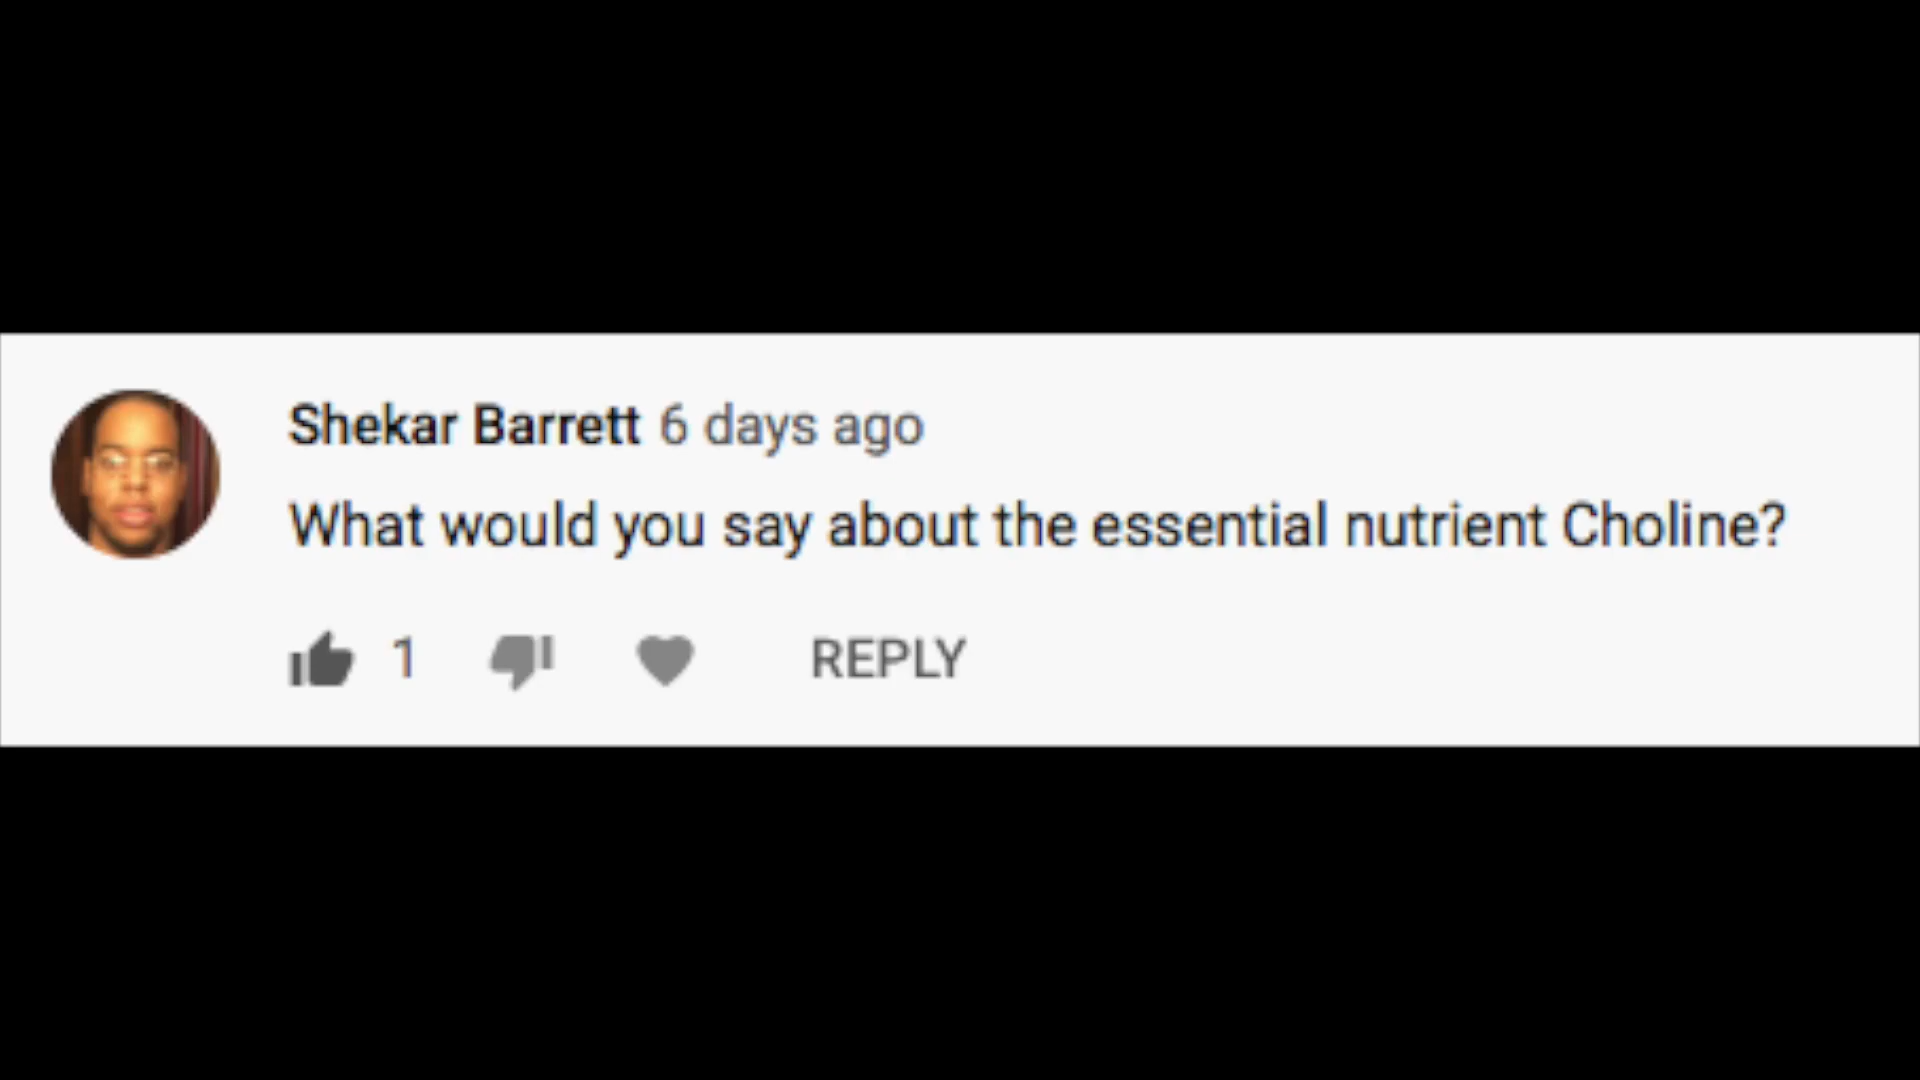 Shekar Barrett 6 days ago
What would you say about the essential nutrient Choline?
1 REPLY